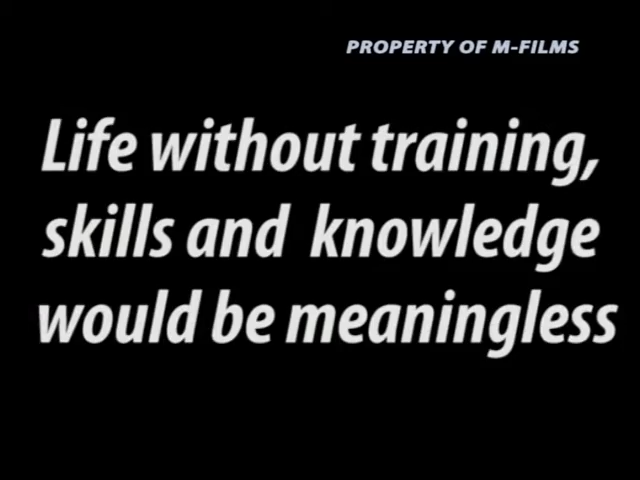 PROPERTY OF M-FILMS
Life without training,
skills and knowledge
would be meaningless